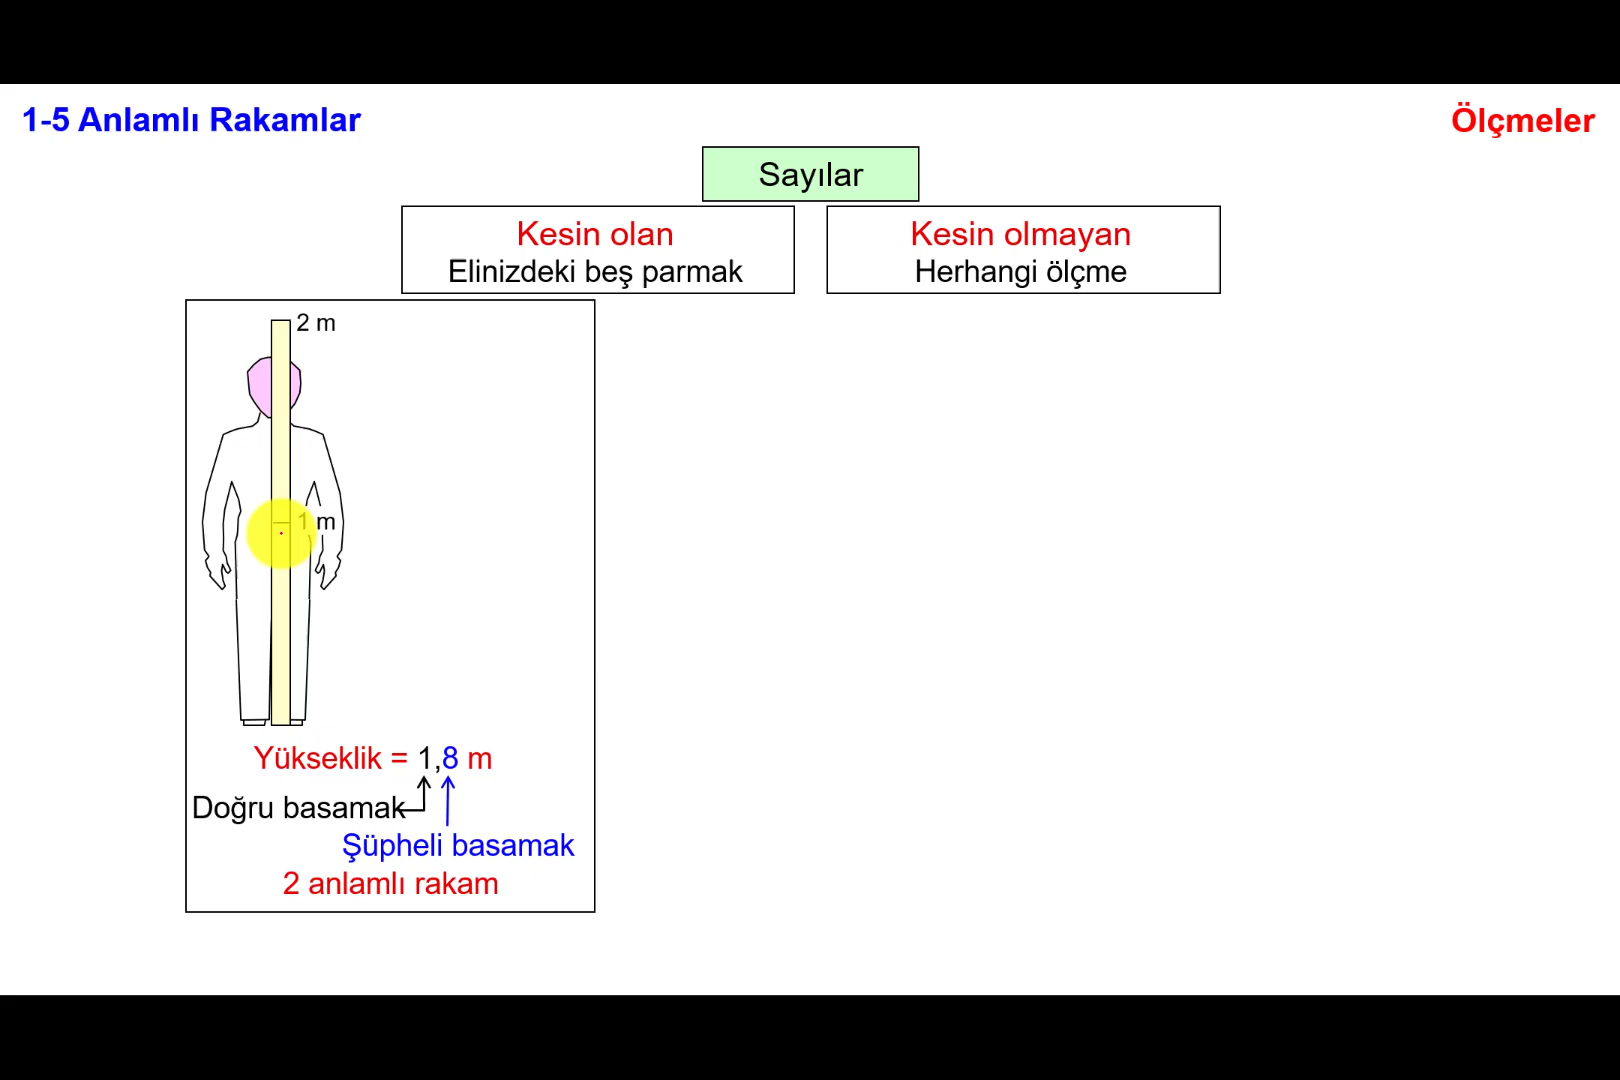 1-5 Anlamlı Rakamlar
Ölçmeler
Sayılar
Kesin olan
Elinizdeki beş parmak
Kesin olmayan
Herhangi ölçme
2 m
1 m
Yükseklik = 1,8 m
Doğru basamak
Şüpheli basamak
2 anlamlı rakam